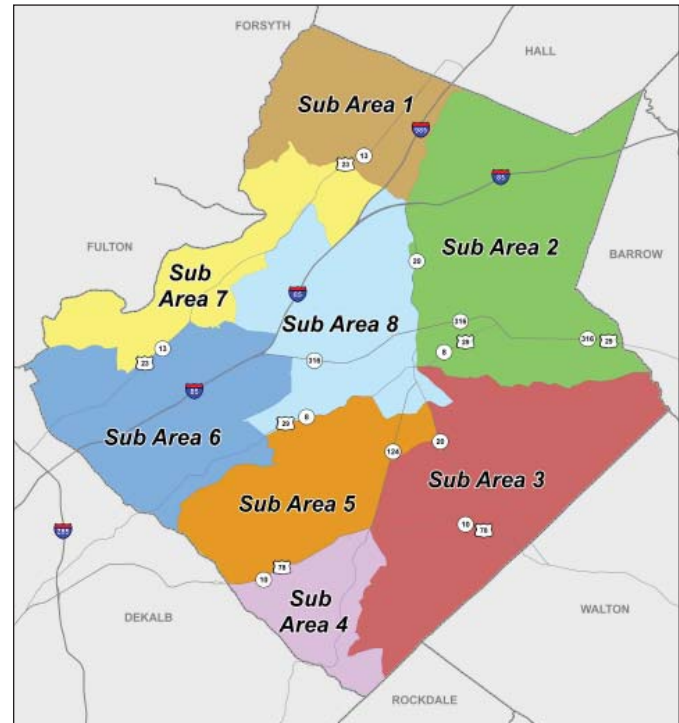 FORSYTH
HALL
Sub Area 1
985
13
23
85
FULTON
Sub Area 2
BARROW
20
Sub
Area 7
85
Sub Area 8
316
316
29
8
29
13
23
316
85
Sub Area 6
29
8
20
124
Sub Area 3
Sub Area 5
10
78
285
78
10
Sub
Area 4
DEKALB
WALTON
ROCKDALE